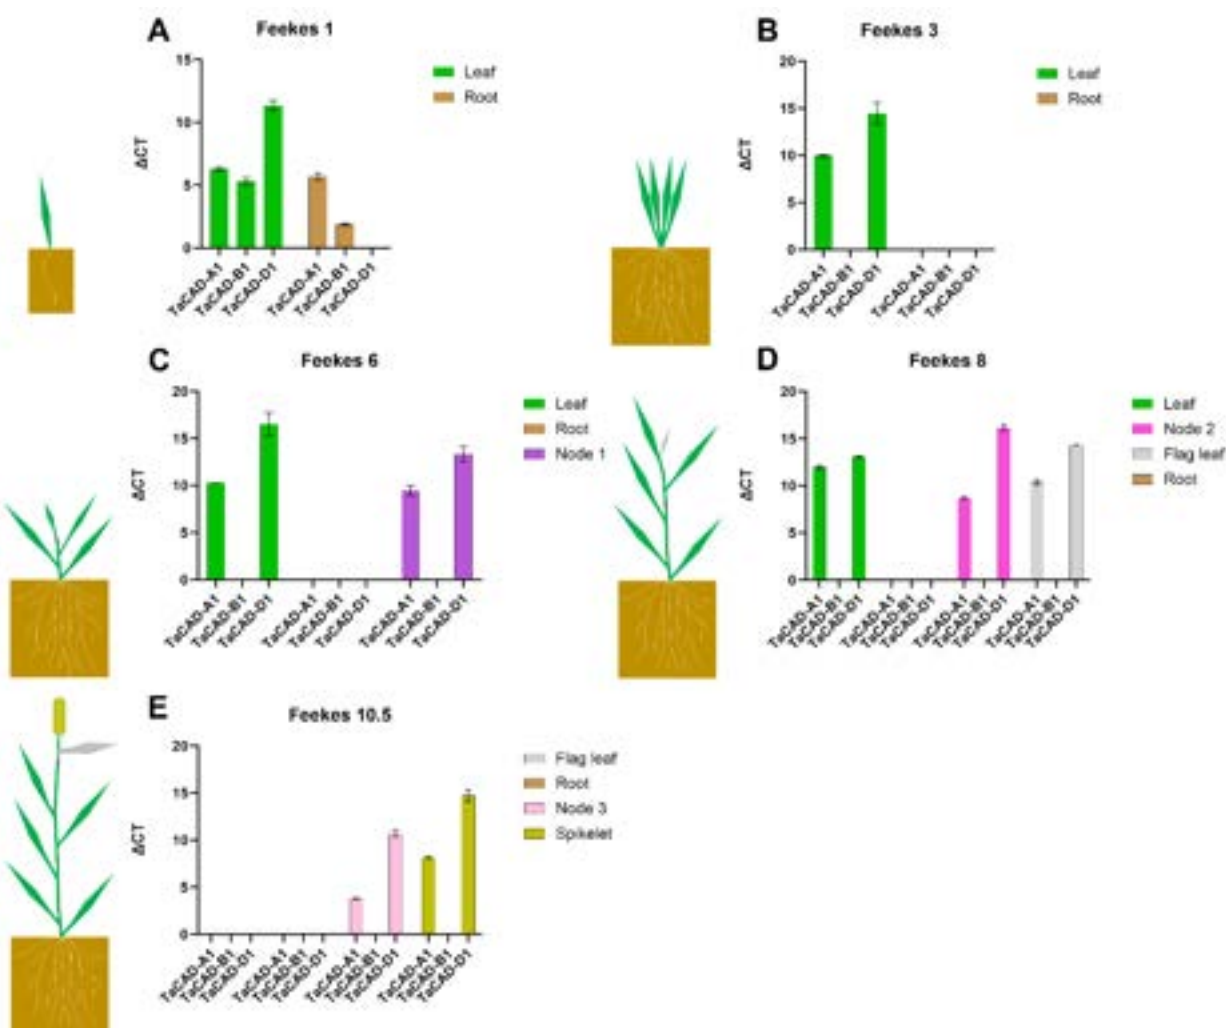 A Feekes 1
15
10
5
0
ΔCT
Leaf
Root
TaCAD-A1
TaCAD-B1
TaCAD-D1
TaCAD-A1
TaCAD-B1
TaCAD-D1
B Feekes 3
20
15
10
5
0
ΔCT
Leaf
Root
TaCAD-A1
TaCAD-B1
TaCAD-D1
TaCAD-A1
TaCAD-B1
TaCAD-D1
C Feekes 6
20
15
10
5
0
ΔCT
Leaf
Root
Node 1
TaCAD-A1
TaCAD-B1
TaCAD-D1
TaCAD-A1
TaCAD-B1
TaCAD-D1
TaCAD-A1
TaCAD-B1
TaCAD-D1
D Feekes 8
20
15
10
5
0
ΔCT
Leaf
Node 2
Flag leaf
Root
TaCAD-A1
TaCAD-B1
TaCAD-D1
TaCAD-A1
TaCAD-B1
TaCAD-D1
TaCAD-A1
TaCAD-B1
TaCAD-D1
TaCAD-A1
TaCAD-B1
TaCAD-D1
E Feekes 10.5
20
15
10
5
0
ΔCT
Flag leaf
Root
Node 3
Spikelet
TaCAD-A1
TaCAD-B1
TaCAD-D1
TaCAD-A1
TaCAD-B1
TaCAD-D1
TaCAD-A1
TaCAD-B1
TaCAD-D1
TaCAD-A1
TaCAD-B1
TaCAD-D1